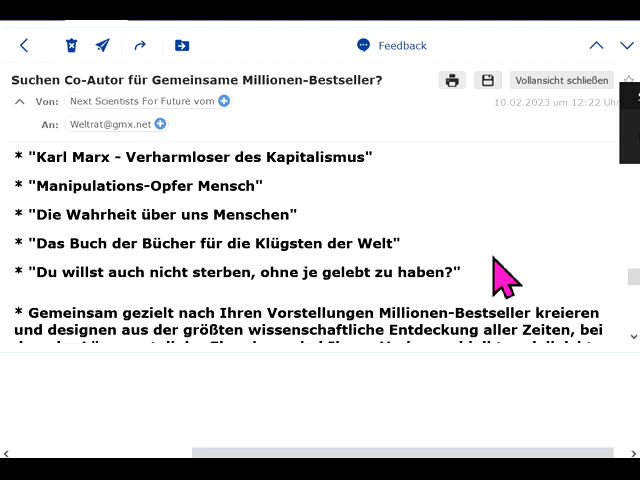 Feedback
Suchen Co-Autor für Gemeinsame Millionen-Bestseller?
Vollansicht schließen
Von: Next Scientists For Future vom
10.02.2023 um 12:22 Uhr
An: Weltrat@gmx.net
* "Karl Marx - Verharmloser des Kapitalismus"
* "Manipulations-Opfer Mensch"
* "Die Wahrheit über uns Menschen"
* "Das Buch der Bücher für die Klügsten der Welt"
* "Du willst auch nicht sterben, ohne je gelebt zu haben?"
* Gemeinsam gezielt nach Ihren Vorstellungen Millionen-Bestseller kreieren
und designen aus der größten wissenschaftliche Entdeckung aller Zeiten, bei